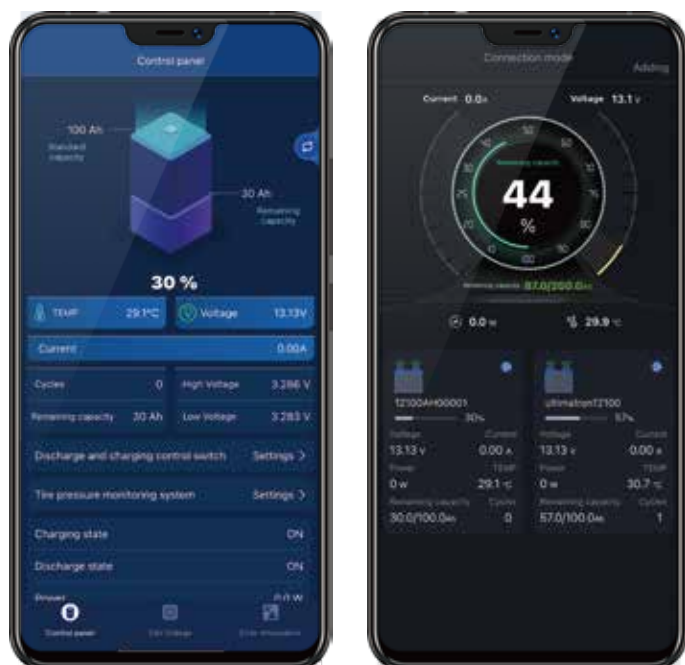 Control panel
100 Ah
Standard
capacity
30 Ah
Remaining
capacity
30 %
TEMP 29.1°C
Voltage 13.13V
Current 0.00A
Cycles 0
High Voltage 3.286 V
Remaining capacity 30 Ah
Low Voltage 3.283 V
Discharge and charging control switch Settings >
Tire pressure monitoring system Settings >
Charging state ON
Discharge state ON
Power 0.0 W
Control panel
Connection mode
Adding
Current 0.0A
Voltage 13.1 v
50
Remaining capacity
44
%
100
Remaining capacity 87.0/200.0Ah
0.0 w
29.9 °C
12100AH00001
30%
Voltage Current
13.13 v 0.00 A
Power TEMP
0 w 29.1 °C
Remaining capacity Cycles
30.0/100.0Ah 0
ultimatron12100
57%
Voltage Current
13.13 v 0.00 A
Power TEMP
0 w 30.7 °C
Remaining capacity Cycles
57.0/100.0Ah 1